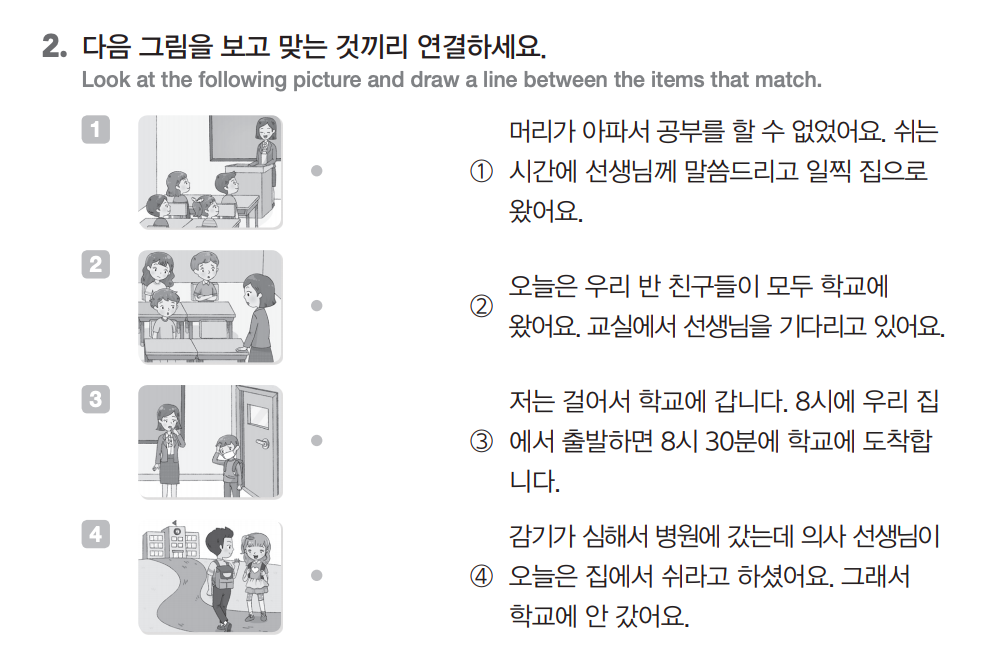 2. 다음 그림을 보고 맞는 것끼리 연결하세요.
Look at the following picture and draw a line between the items that match.
1
머리가 아파서 공부를 할 수 없었어요. 쉬는
① 시간에 선생님께 말씀드리고 일찍 집으로
왔어요.
2
오늘은 우리 반 친구들이 모두 학교에
② 왔어요. 교실에서 선생님을 기다리고 있어요.
3
저는 걸어서 학교에 갑니다. 8시에 우리 집
③ 에서 출발하면 8시 30분에 학교에 도착합
니다.
4
감기가 심해서 병원에 갔는데 의사 선생님이
④ 오늘은 집에서 쉬라고 하셨어요. 그래서
학교에 안 갔어요.